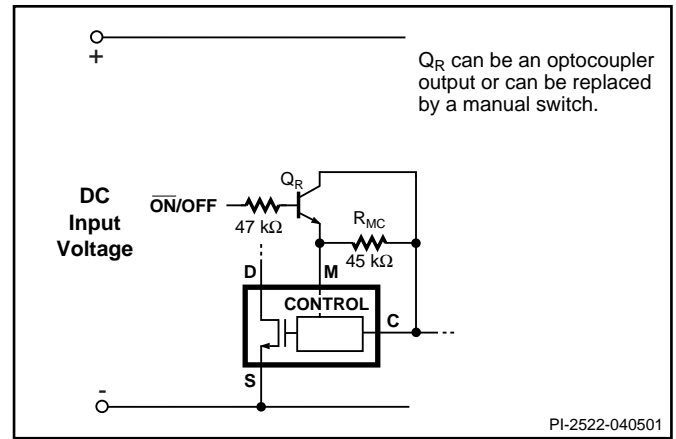 +
QR can be an optocoupler
output or can be replaced
by a manual switch.
DC
Input
Voltage
ON/OFF
47 kΩ
QR
RMC
45 kΩ
D
M
CONTROL
C
S
-
PI-2522-040501